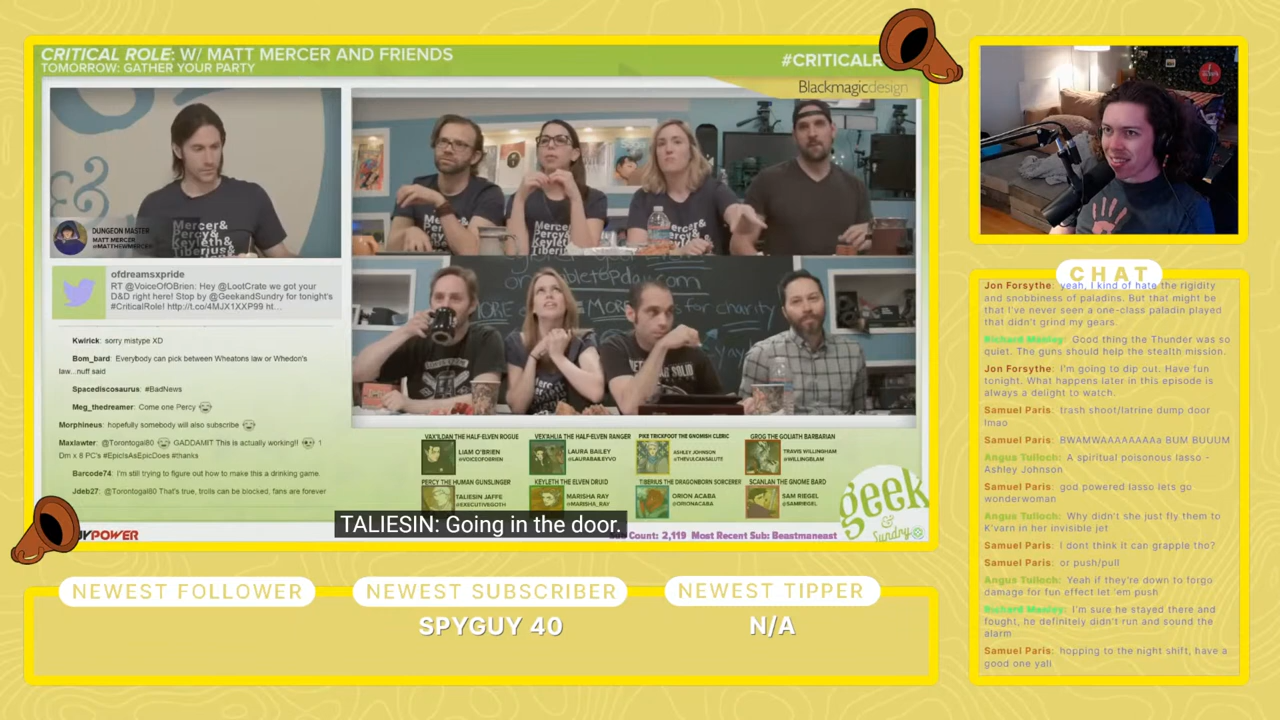 CRITICAL ROLE: W/ MATT MERCER AND FRIENDS
TOMORROW: GATHER YOUR PARTY
#CRITICALR
Blackmagicdesign
Mercer&
Percy&
Keyleth&
Tiberius
DUNGEON MASTER
MATT MERCER
@MATTHEWMERCER
ofdreamsxpride
RT @VoiceOfOBrien: Hey @LootCrate we got your
D&D right here! Stop by @GeekandSundry for tonight's
#CriticalRole! http://t.co/4MJX1XXP99 ht...
Kwlrick: sorry mistype XD
Bom_bard: Everybody can pick between Wheatons law or Whedon's
law...nuff said
Spacediscosaurus: #BadNews
Meg_thedreamer: Come one Percy
Morphineus: hopefully somebody will also subscribe
Maxlawter: @Torontogal80 GADDAMIT This is actually working!! 1
Dm x 8 PC's #EpicIsAsEpicDoes #thanks
Barcode74: I'm still trying to figure out how to make this a drinking game.
Jdeb27: @Torontogal80 That's true, trolls can be blocked, fans are forever
VAX'ILDAN THE HALF-ELVEN ROGUE
LIAM O'BRIEN
@VOICEOFOBRIEN
VEX'AHLIA THE HALF-ELVEN RANGER
LAURA BAILEY
@LAURABAILEYVO
PIKE TRICKFOOT THE GNOMISH CLERIC
ASHLEY JOHNSON
@THEVULCANSALUTE
GROG THE GOLIATH BARBARIAN
TRAVIS WILLINGHAM
@WILLINGBLAM
PERCY THE HUMAN GUNSLINGER
TALIESIN JAFFE
@EXECUTIVEGOTH
KEYLETH THE ELVEN DRUID
MARISHA RAY
@MARISHA_RAY
TIBERIUS THE DRAGONBORN SORCERER
ORION ACABA
@ORIONACABA
SCANLAN THE GNOME BARD
SAM RIEGEL
@SAMRIEGEL
geek
& Sundry
TALIESIN: Going in the door.
POWER
Count: 2,119 Most Recent Sub: Beastmaneast
NEWEST FOLLOWER
NEWEST SUBSCRIBER
SPYGUY 40
NEWEST TIPPER
N/A
CHAT
Jon Forsythe: yeah, I kind of hate the rigidity
and snobbiness of paladins. But that might be
that I've never seen a one-class paladin played
that didn't grind my gears.
Richard Manley: Good thing the Thunder was so
quiet. The guns should help the stealth mission.
Jon Forsythe: I'm going to dip out. Have fun
tonight. What happens later in this episode is
always a delight to watch.
Samuel Paris: trash shoot/latrine dump door
lmao
Samuel Paris: BWAMWAAAAAAAAa BUM BUUUM
Angus Tulloch: A spiritual poisonous lasso -
Ashley Johnson
Samuel Paris: god powered lasso lets go
wonderwoman
Angus Tulloch: Why didn't she just fly them to
K'varn in her invisible jet
Samuel Paris: I dont think it can grapple tho?
Samuel Paris: or push/pull
Angus Tulloch: Yeah if they're down to forgo
damage for fun effect let 'em push
Richard Manley: I'm sure he stayed there and
fought, he definitely didn't run and sound the
alarm
Samuel Paris: hopping to the night shift, have a
good one yall